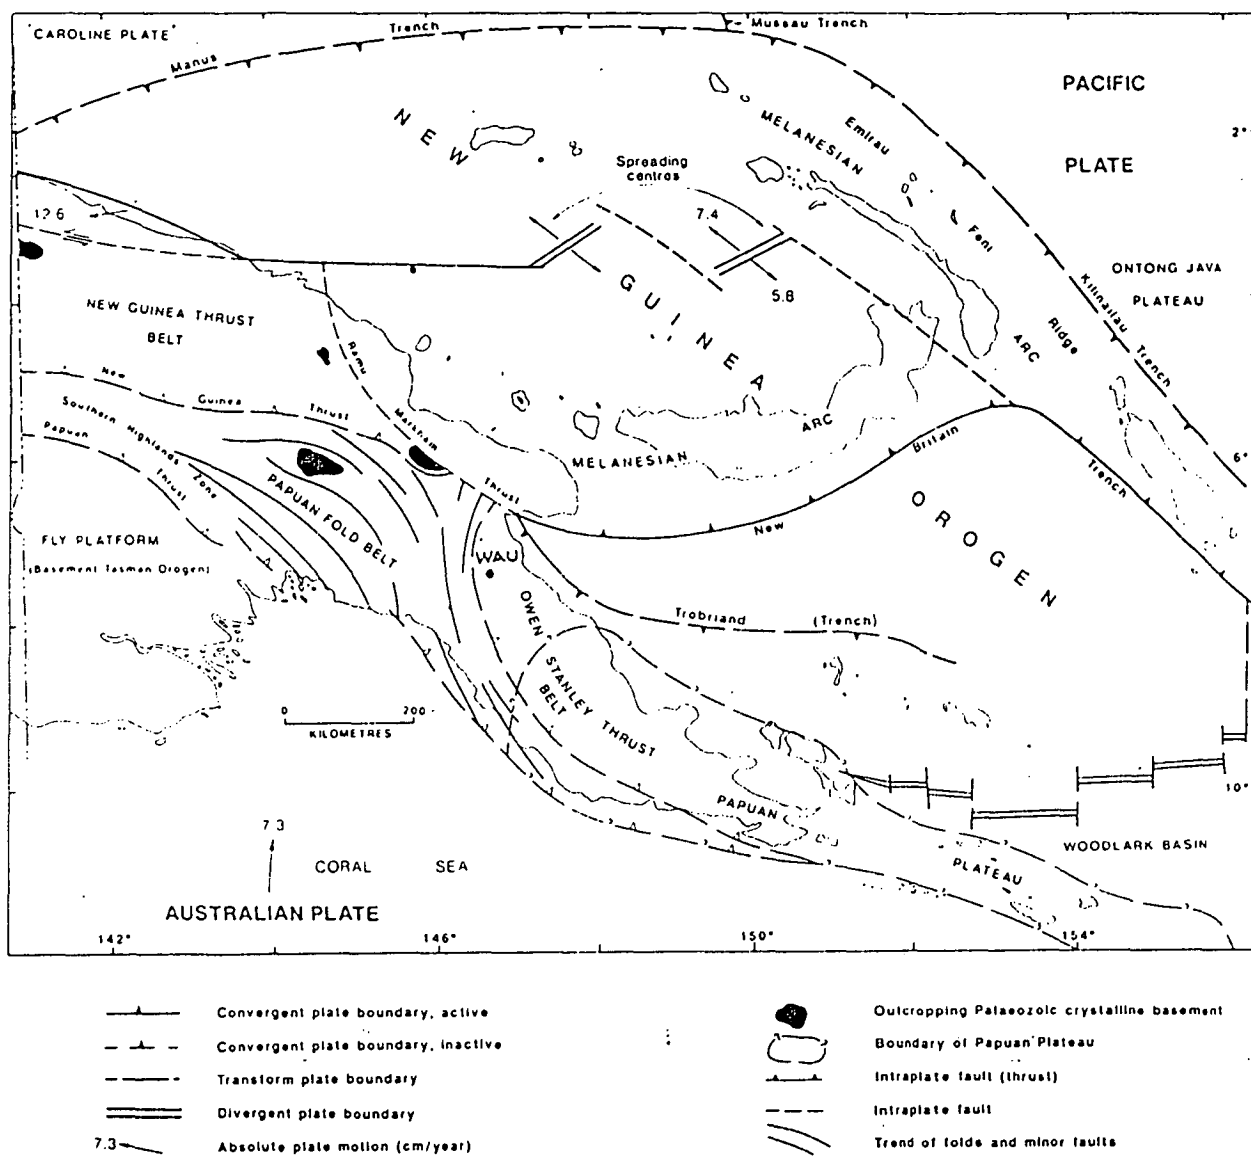 "CAROLINE PLATE"
Manus
Trench
Mussau Trench
PACIFIC
PLATE
2°
NEW
MELANESIAN
Emirau
Feni
Ridge
Spreading
centres
7.4
5.8
12.6
GUINEA
ONTONG JAVA
PLATEAU
Kilinailau Trench
ARC
NEW GUINEA THRUST
BELT
Ramu
Markham
Thrust
New
Guinea
Thrust
Southern Highlands Zone
Papuan
Thrust
PAPUAN FOLD BELT
MELANESIAN
ARC
New
Britain
Trench
6°
OROGEN
FLY PLATFORM
(Basement Tasman Orogen)
WAU
OWEN
STANLEY THRUST
BELT
Trobriand
(Trench)
0
200
KILOMETRES
PAPUAN
PLATEAU
10°
WOODLARK BASIN
7.3
CORAL SEA
AUSTRALIAN PLATE
142°
146°
150°
154°
Convergent plate boundary, active
Convergent plate boundary, inactive
Transform plate boundary
Divergent plate boundary
7.3
Absolute plate motion (cm/year)
Outcropping Palaeozoic crystalline basement
Boundary of Papuan Plateau
Intraplate fault (thrust)
Intraplate fault
Trend of folds and minor faults